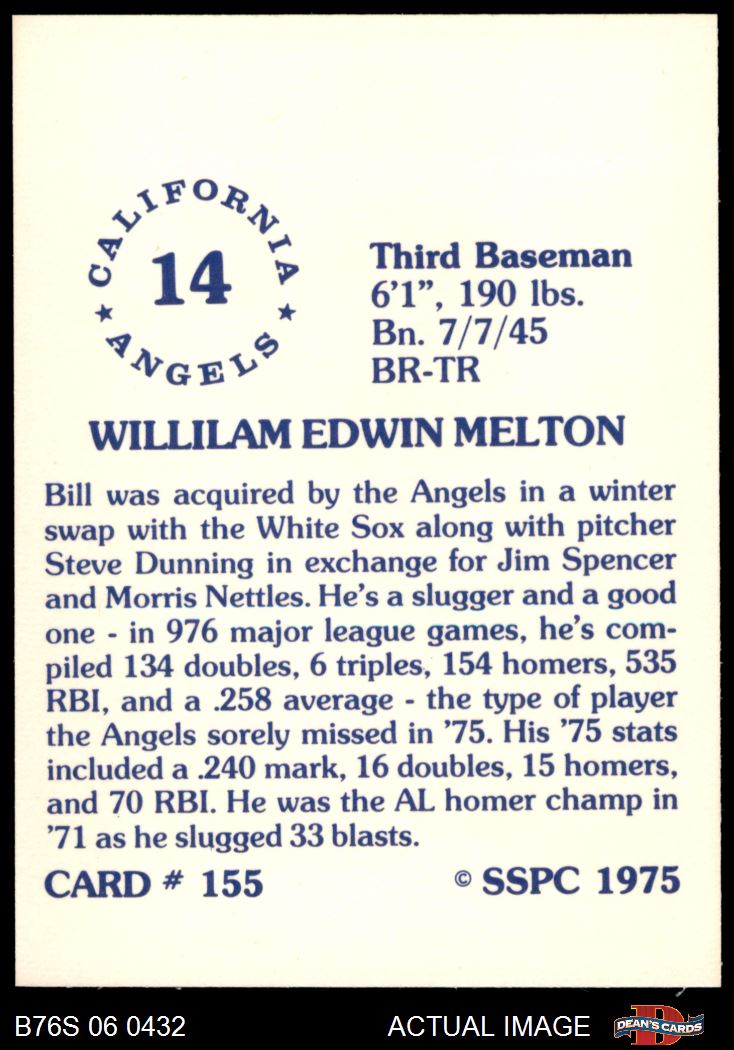 CALIFORNIA
14
★ ANGELS ★
Third Baseman
6'1”, 190 lbs.
Bn. 7/7/45
BR-TR
WILLILAM EDWIN MELTON
Bill was acquired by the Angels in a winter
swap with the White Sox along with pitcher
Steve Dunning in exchange for Jim Spencer
and Morris Nettles. He's a slugger and a good
one - in 976 major league games, he's com-
piled 134 doubles, 6 triples, 154 homers, 535
RBI, and a .258 average - the type of player
the Angels sorely missed in '75. His '75 stats
included a .240 mark, 16 doubles, 15 homers,
and 70 RBI. He was the AL homer champ in
'71 as he slugged 33 blasts.
CARD # 155
© SSPC 1975
B76S 06 0432
ACTUAL IMAGE
D
DEAN'S CARDS